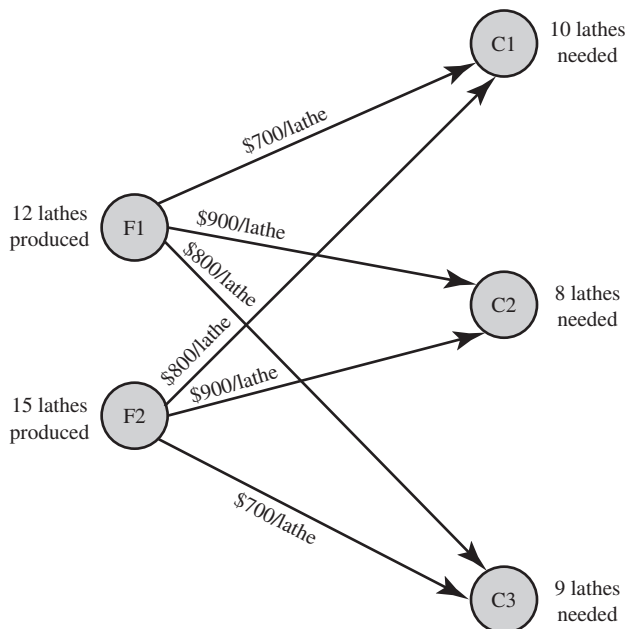 C1
10 lathes
needed
$700/lathe
12 lathes
produced
F1
$900/lathe
$800/lathe
C2
8 lathes
needed
$800/lathe
$900/lathe
15 lathes
produced
F2
$700/lathe
C3
9 lathes
needed